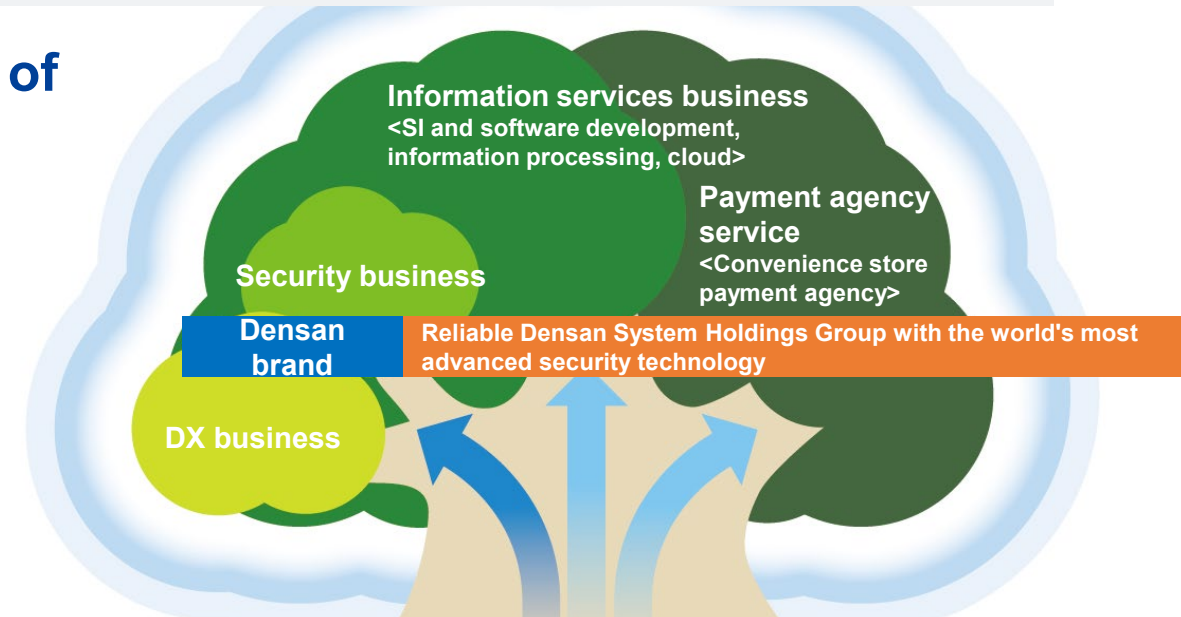 of
Information services business
<SI and software development,
information processing, cloud>
Payment agency
service
<Convenience store
payment agency>
Security business
Densan
brand
Reliable Densan System Holdings Group with the world's most
advanced security technology
DX business